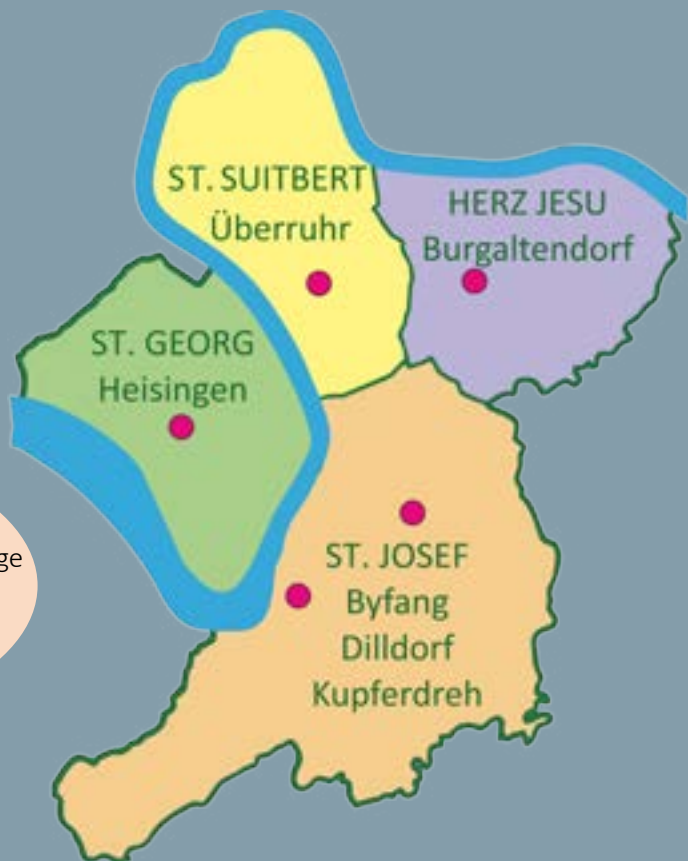 ST. SUITBERT
Überruhr
HERZ JESU
Burgaltendorf
ST. GEORG
Heisingen
ST. JOSEF
Byfang
Dilldorf
Kupferdreh